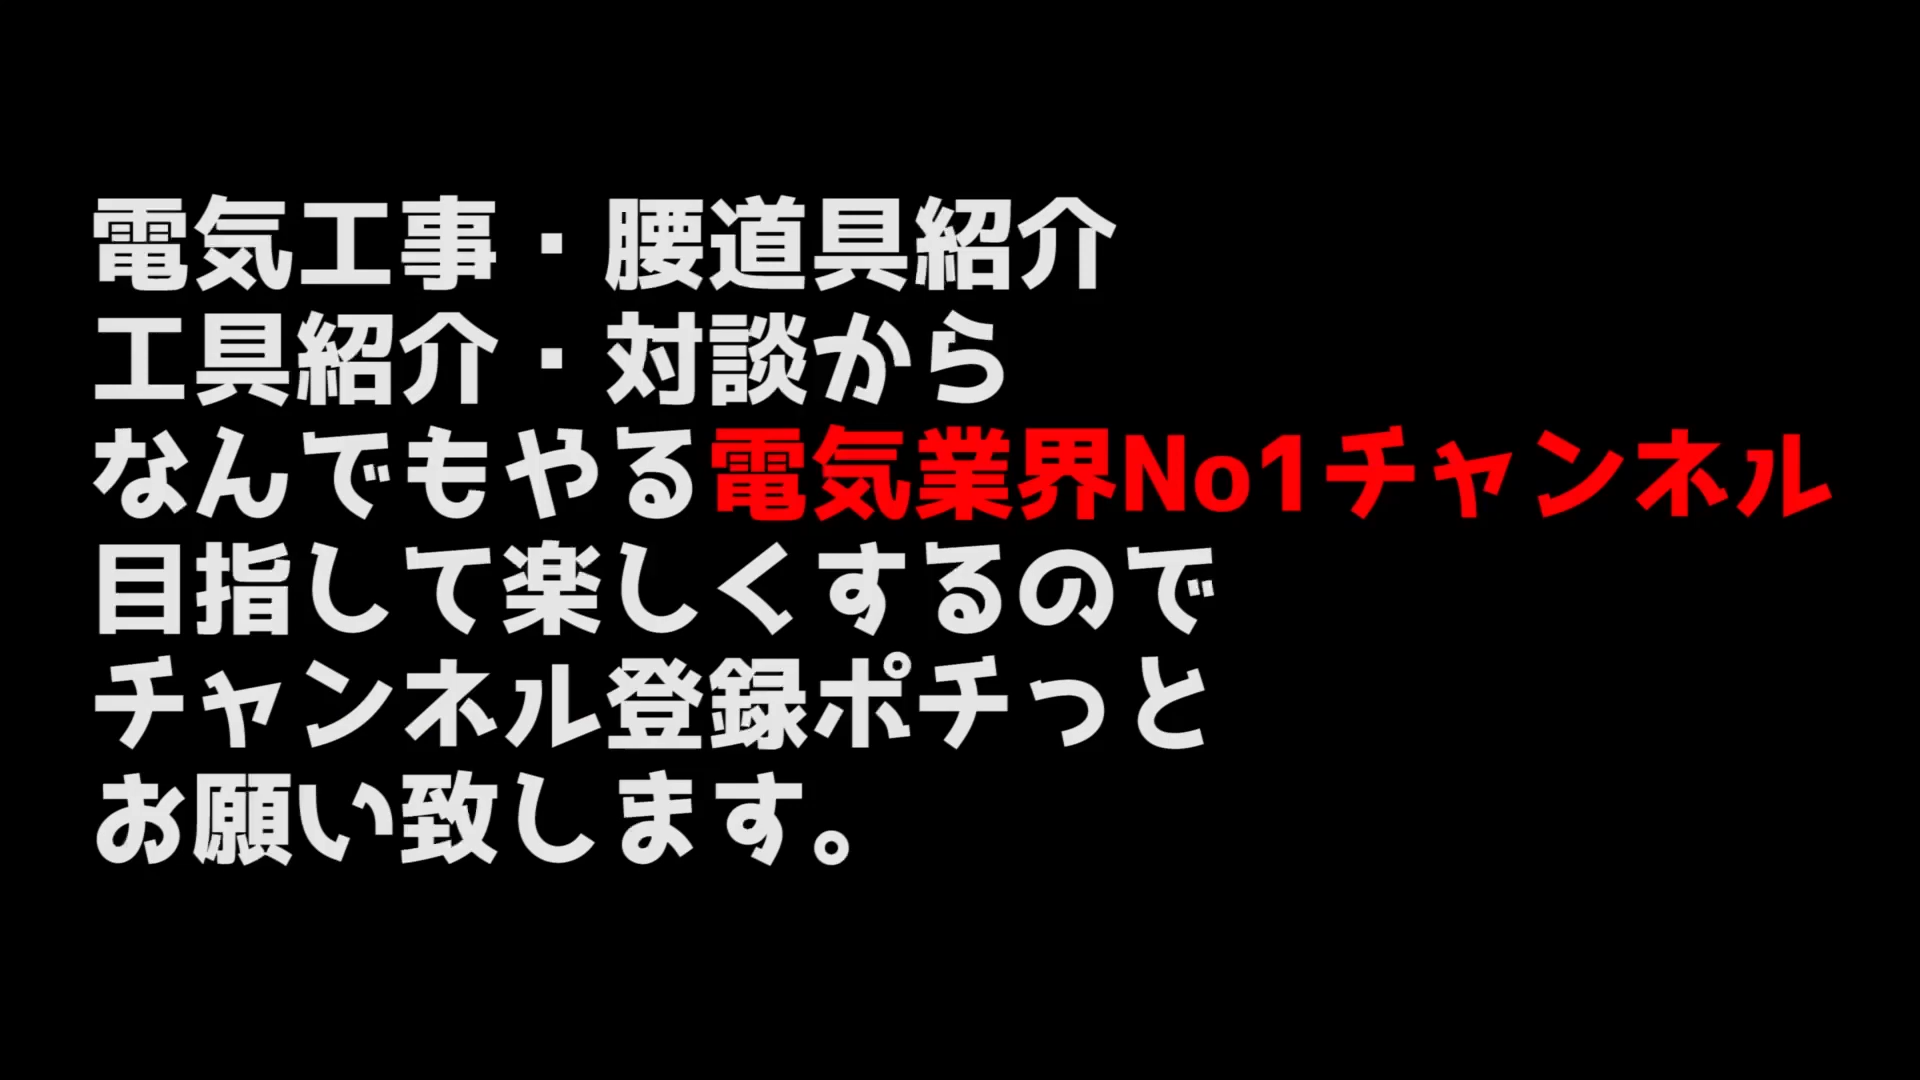 電気工事・腰道具紹介
工具紹介・対談から
なんでもやる電気業界No1チャンネル
目指して楽しくするので
チャンネル登録ポチっと
お願い致します。